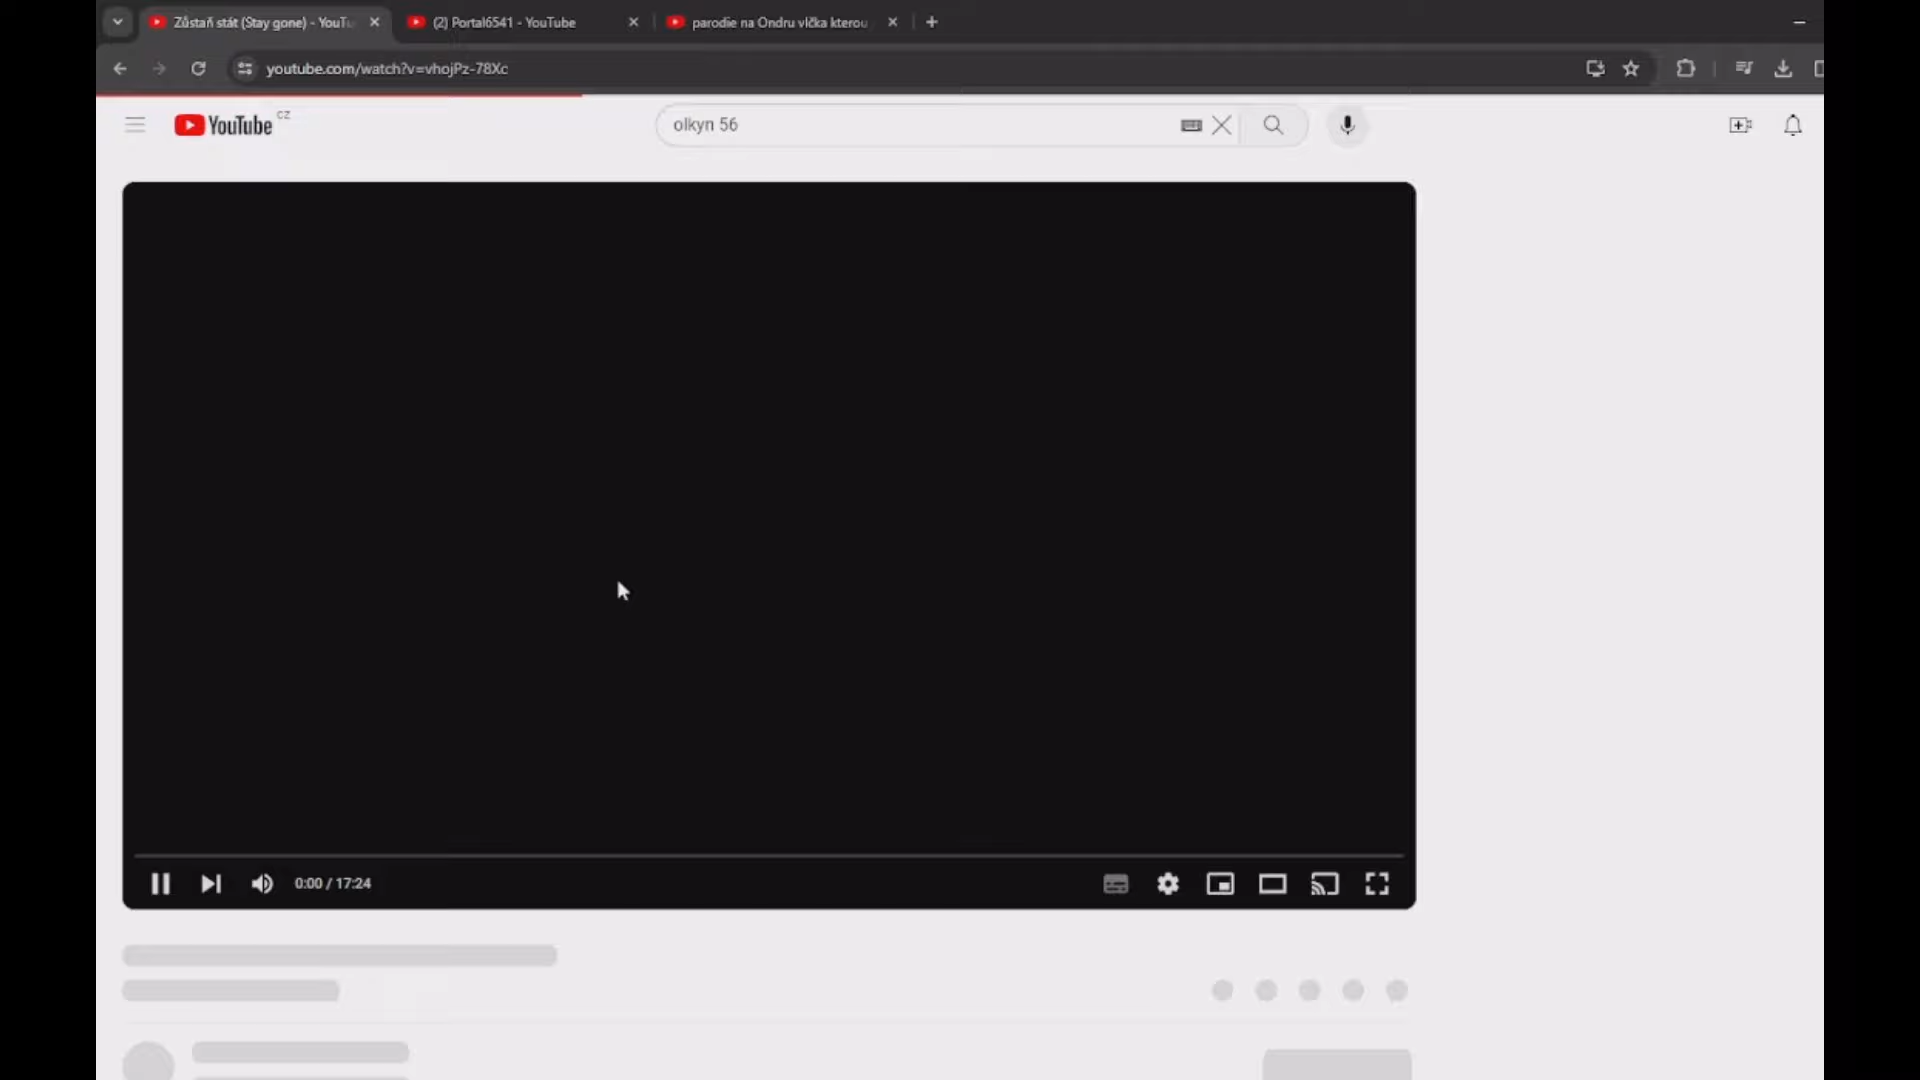 Zůstaň stát (Stay gone) - YouTu
(2) Portal6541 - YouTube
parodie na Ondru vlčka kterou
youtube.com/watch?v=vhojPz-78Xc
YouTube CZ
olkyn 56
0:00 / 17:24